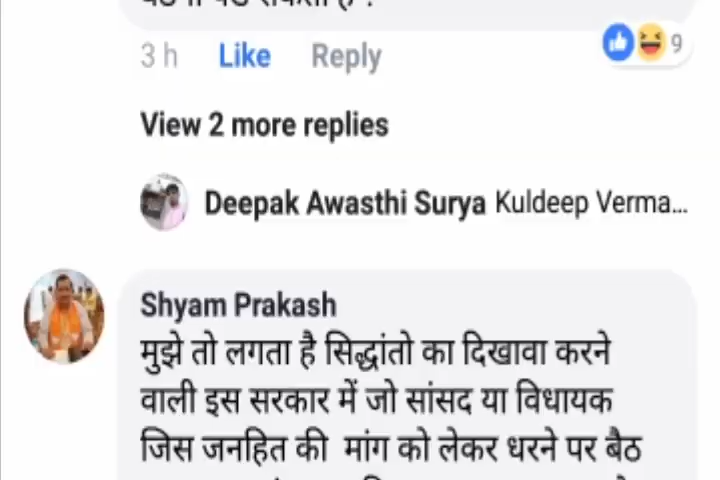 3 h Like Reply 9
View 2 more replies
Deepak Awasthi Surya Kuldeep Verma...
Shyam Prakash
मुझे तो लगता है सिद्धांतो का दिखावा करने
वाली इस सरकार में जो सांसद या विधायक
जिस जनहित की मांग को लेकर धरने पर बैठ